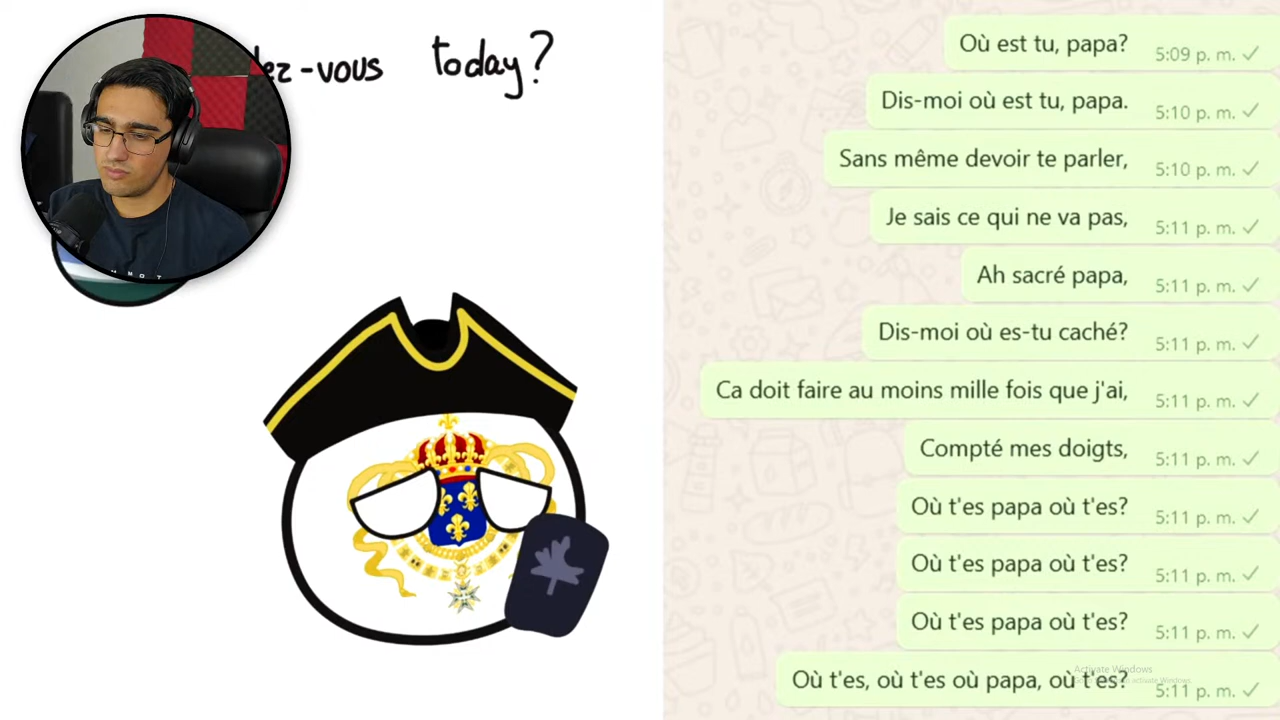 -vous today?
Où est tu, papa?
5:09 p. m.
Dis-moi où est tu, papa.
5:10 p. m.
Sans même devoir te parler,
5:10 p. m.
Je sais ce qui ne va pas,
5:11 p. m.
Ah sacré papa,
5:11 p. m.
Dis-moi où es-tu caché?
5:11 p. m.
Ca doit faire au moins mille fois que j'ai,
5:11 p. m.
Compté mes doigts,
5:11 p. m.
Où t'es papa où t'es?
5:11 p. m.
Où t'es papa où t'es?
5:11 p. m.
Où t'es papa où t'es?
5:11 p. m.
Où t'es, où t'es où papa, où t'es?
5:11 p. m.
Activate Windows